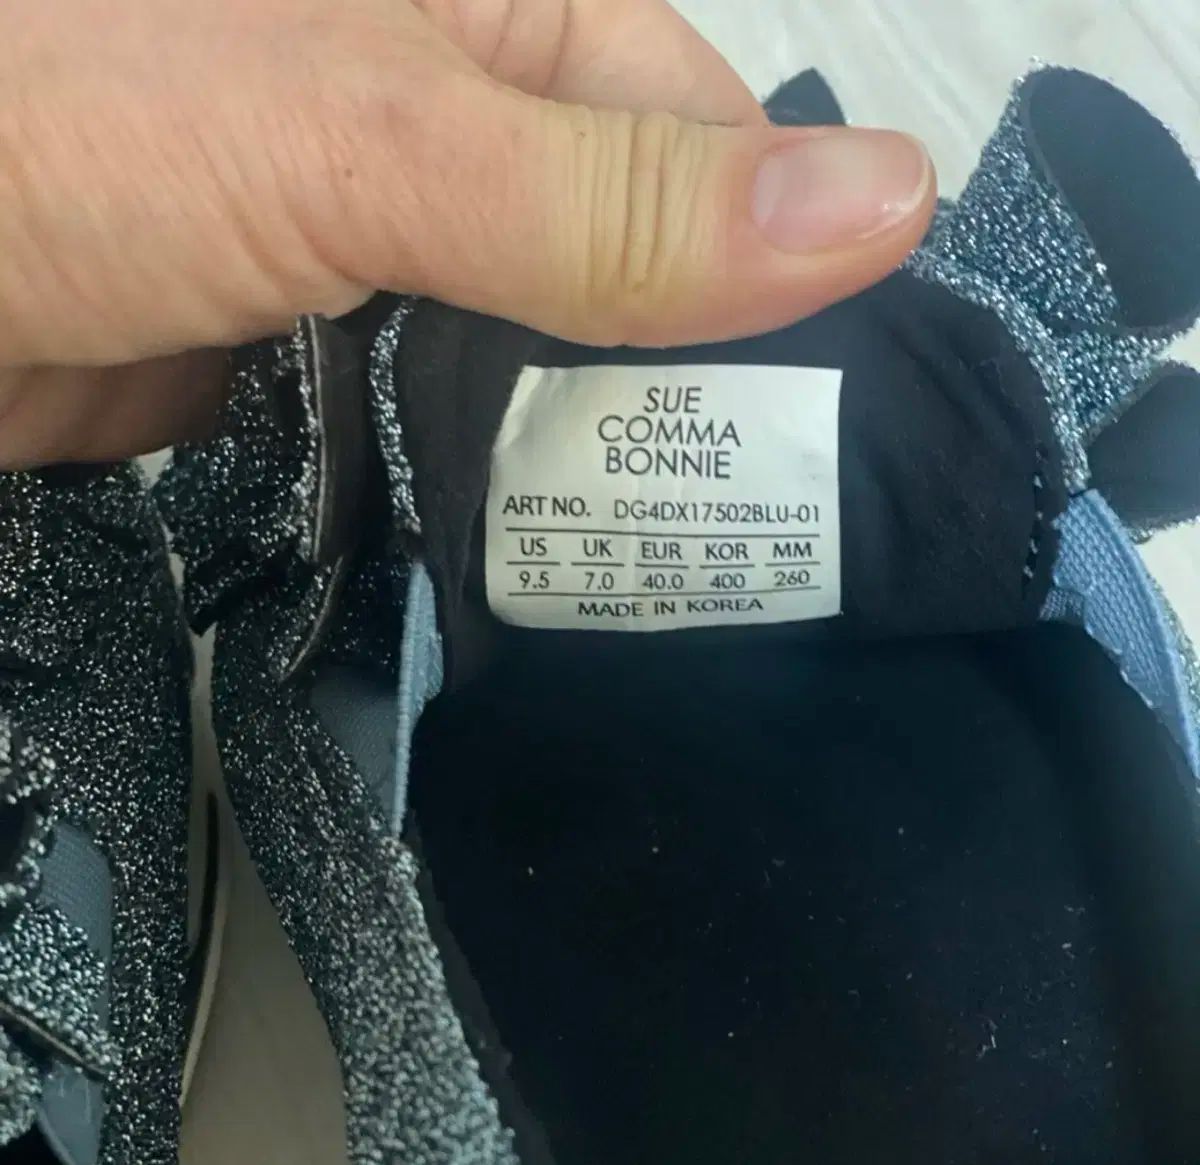 SUE
COMMA
BONNIE
ART NO. DG4DX17502BLU-01
US UK EUR KOR MM
9.5 7.0 40.0 400 260
MADE IN KOREA